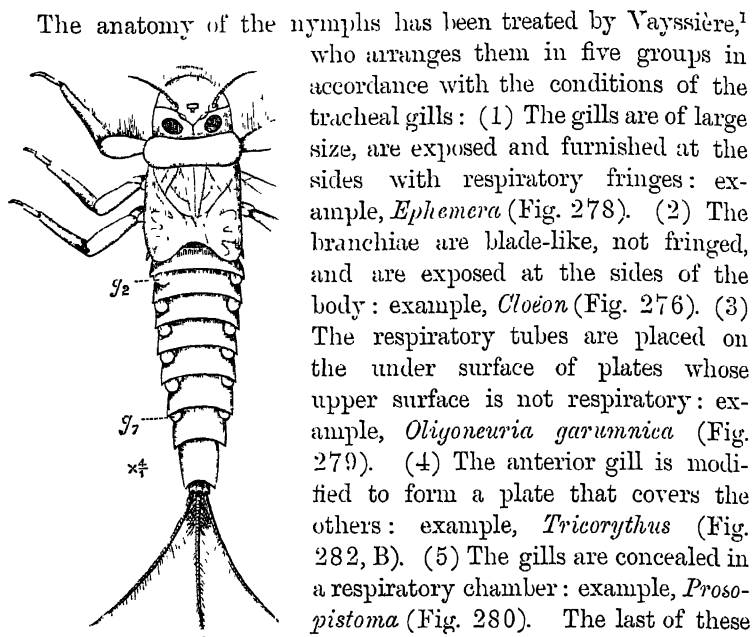 The anatomy of the nymphs has been treated by Vayssière,¹
who arranges them in five groups in
accordance with the conditions of the
tracheal gills: (1) The gills are of large
size, are exposed and furnished at the
sides with respiratory fringes: ex-
ample, Ephemera (Fig. 278). (2) The
branchiae are blade-like, not fringed,
and are exposed at the sides of the
body: example, Cloëon (Fig. 276). (3)
The respiratory tubes are placed on
the under surface of plates whose
upper surface is not respiratory: ex-
ample, Oligoneuria garumnica (Fig.
279). (4) The anterior gill is modi-
fied to form a plate that covers the
others: example, Tricorythus (Fig.
282, B). (5) The gills are concealed in
a respiratory chamber: example, Proso-
pistoma (Fig. 280). The last of these
g2
g7
×4/1